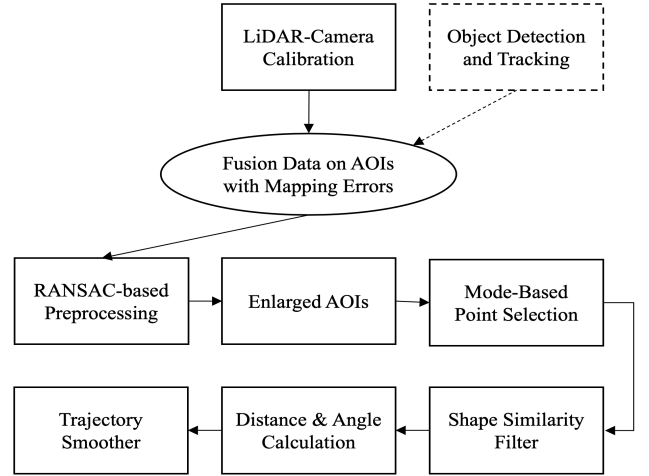 LiDAR-Camera
Calibration
Object Detection
and Tracking
Fusion Data on AOIs
with Mapping Errors
RANSAC-based
Preprocessing
Enlarged AOIs
Mode-Based
Point Selection
Trajectory
Smoother
Distance & Angle
Calculation
Shape Similarity
Filter